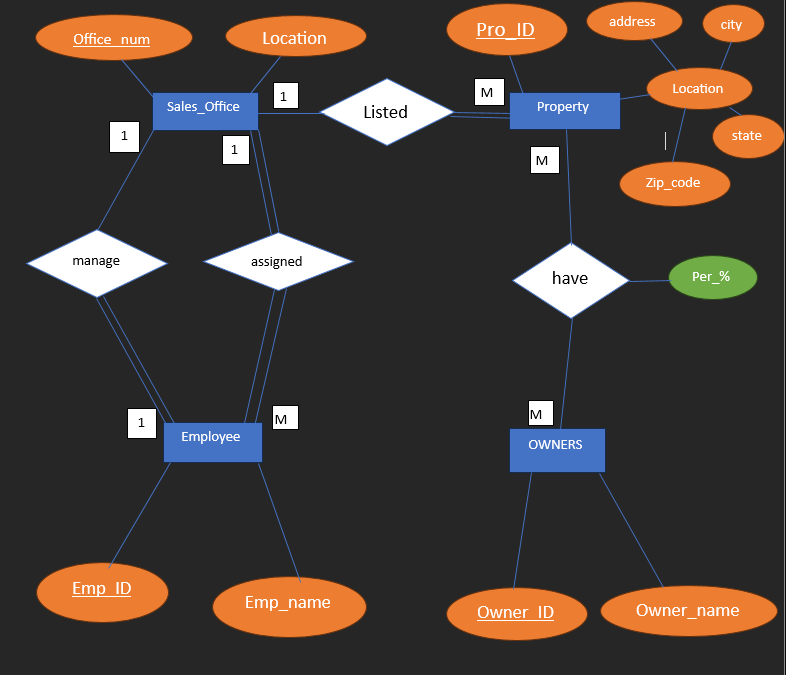 Office_num
Location
Pro_ID
address
city
Sales_Office
1
Listed
M
Property
Location
1
1
M
state
Zip_code
manage
assigned
have
Per_%
1
M
M
Employee
OWNERS
Emp_ID
Emp_name
Owner_ID
Owner_name